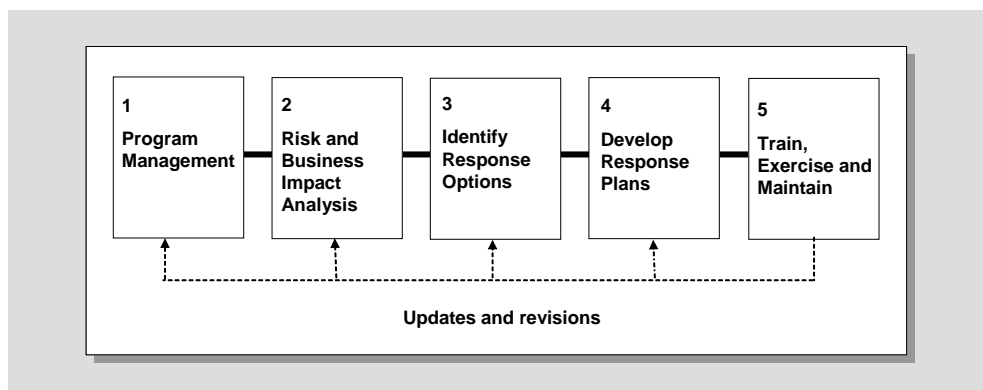 1
Program
Management
2
Risk and
Business
Impact
Analysis
3
Identify
Response
Options
4
Develop
Response
Plans
5
Train,
Exercise and
Maintain
Updates and revisions